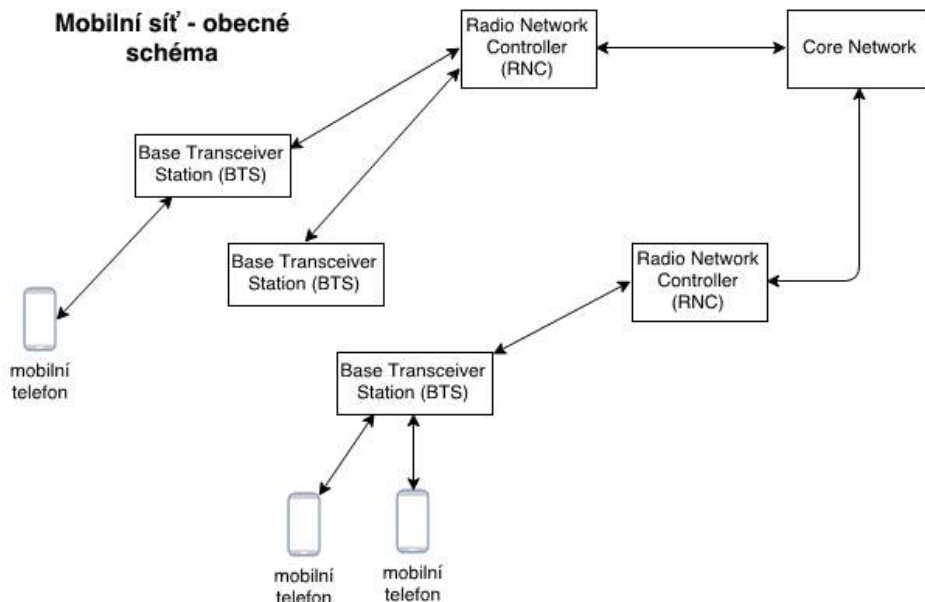 Mobilní síť - obecné
schéma
Radio Network
Controller
(RNC)
Core Network
Base Transceiver
Station (BTS)
Base Transceiver
Station (BTS)
Radio Network
Controller
(RNC)
mobilní
telefon
Base Transceiver
Station (BTS)
mobilní
telefon
mobilní
telefon